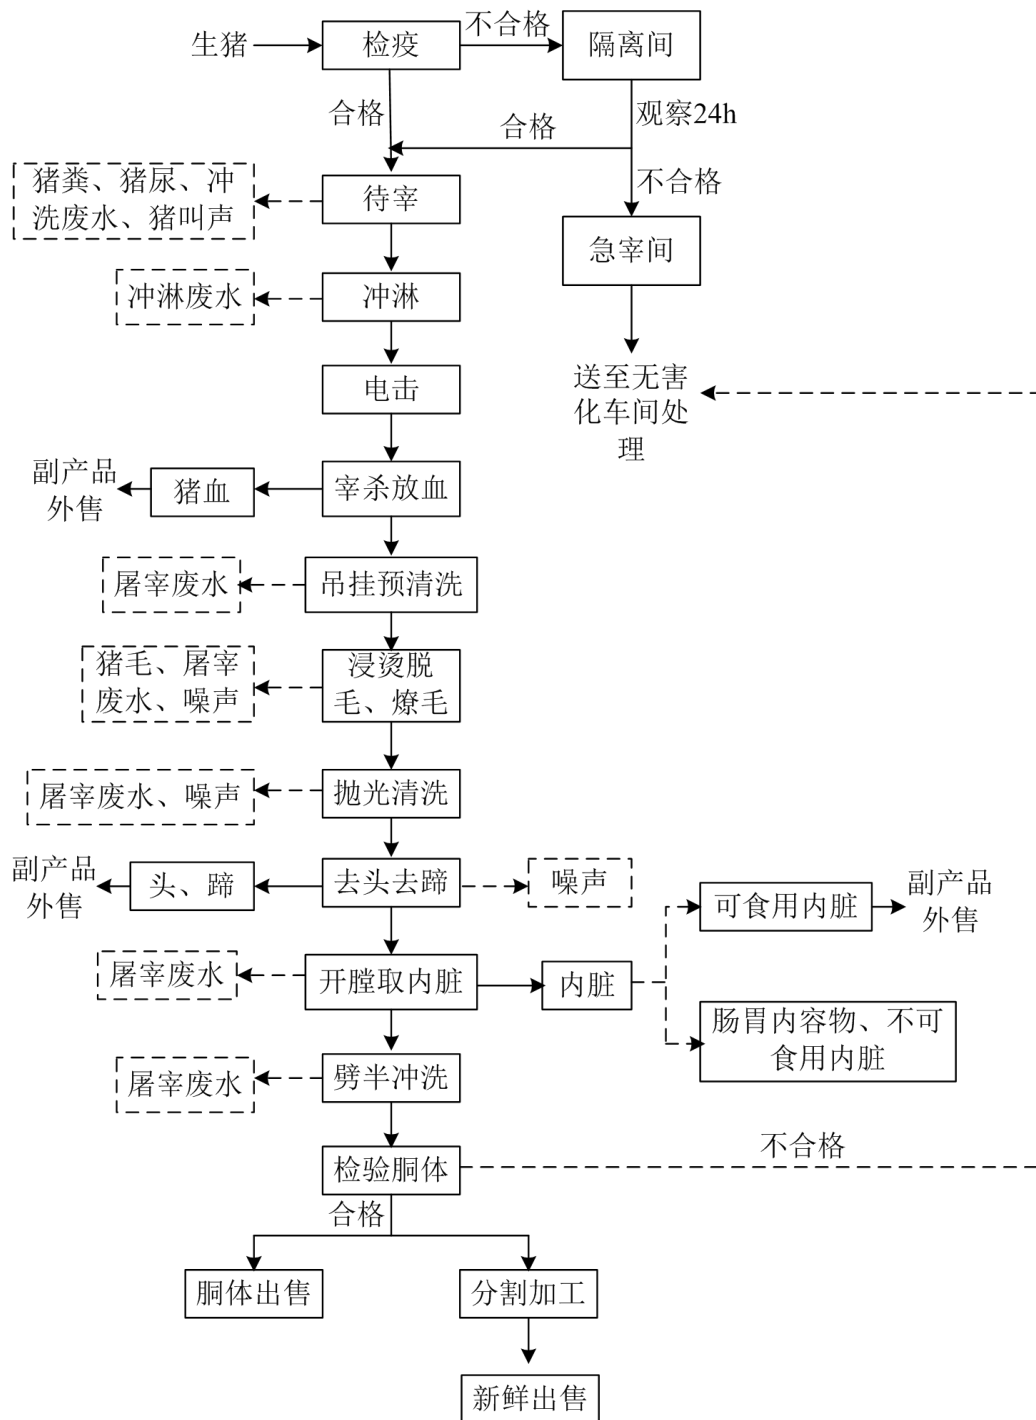 生猪
检疫
不合格
隔离间
合格
合格
观察24h
猪粪、猪尿、冲
洗废水、猪叫声
待宰
不合格
急宰间
冲淋废水
冲淋
电击
送至无害
化车间处
理
副产品
外售
猪血
宰杀放血
屠宰废水
吊挂预清洗
猪毛、屠宰
废水、噪声
浸烫脱
毛、燎毛
屠宰废水、噪声
抛光清洗
副产品
外售
头、蹄
去头去蹄
噪声
可食用内脏
副产品
外售
屠宰废水
开膛取内脏
内脏
肠胃内容物、不可
食用内脏
屠宰废水
劈半冲洗
检验胴体
不合格
合格
胴体出售
分割加工
新鲜出售